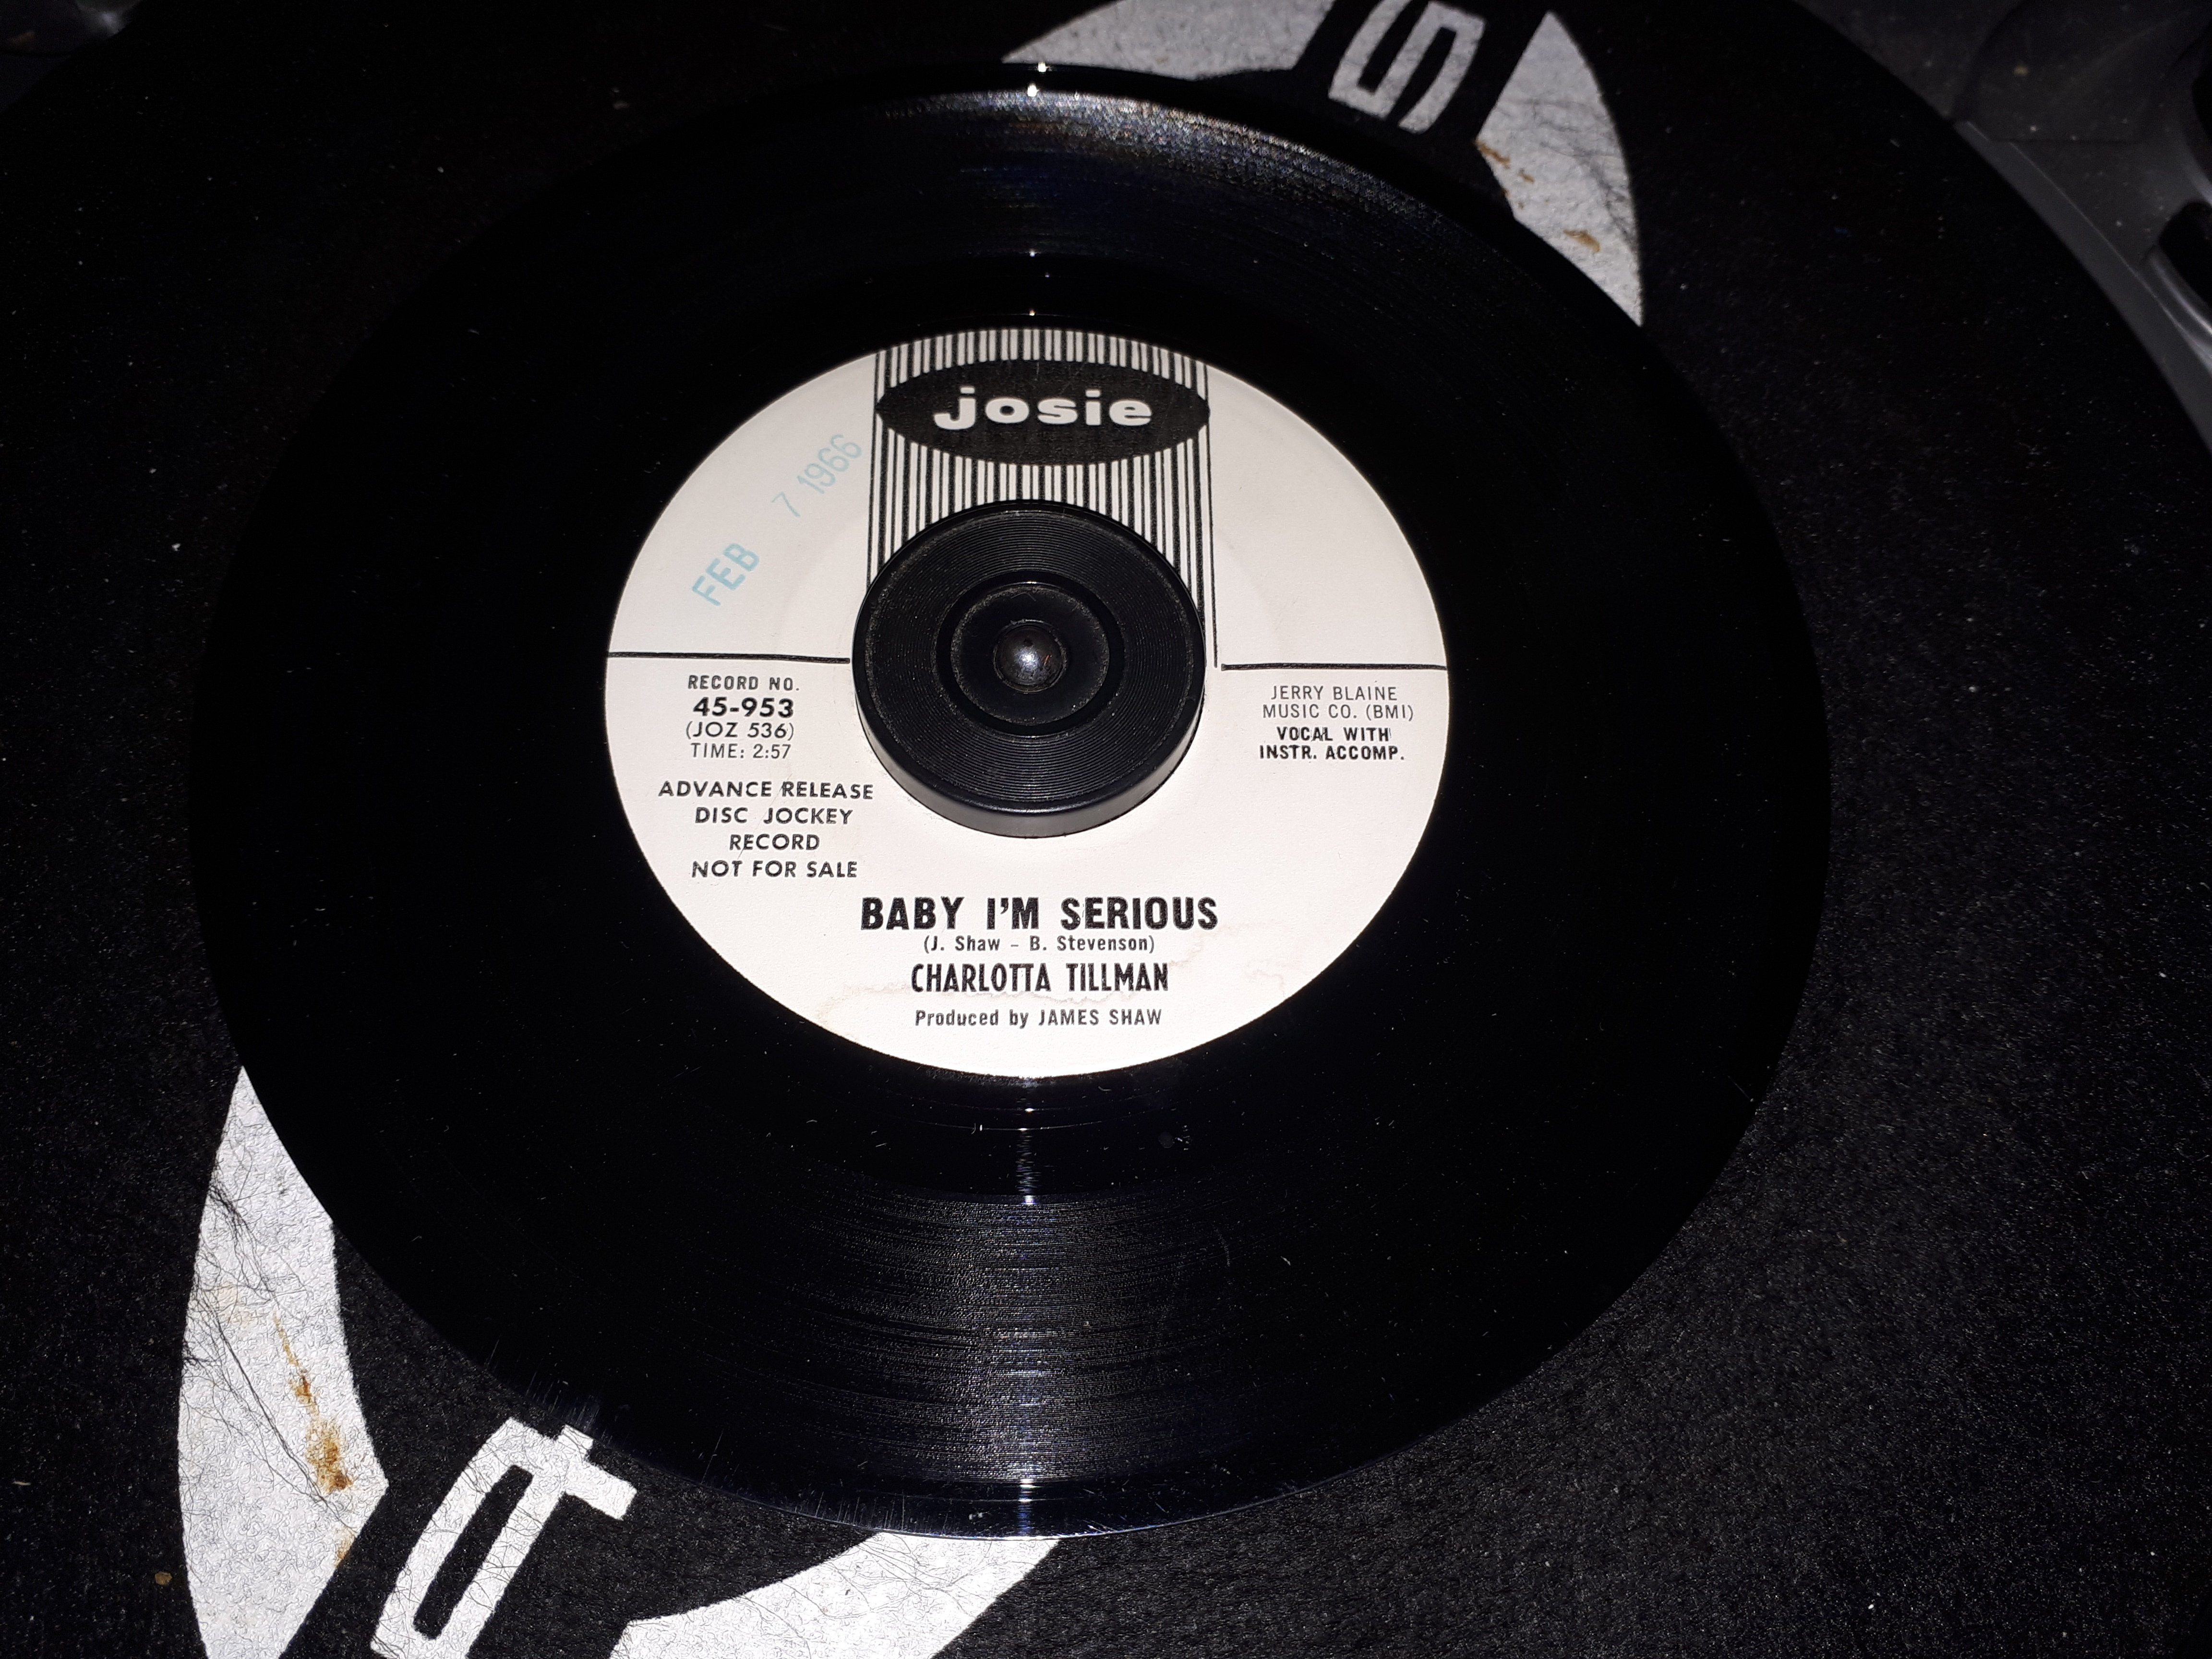 josie
FEB 7 1966
RECORD NO.
45-953
(JOZ 536)
TIME: 2:57
ADVANCE RELEASE
DISC JOCKEY
RECORD
NOT FOR SALE
JERRY BLAINE
MUSIC CO. (BMI)
VOCAL WITH
INSTR. ACCOMP.
BABY I'M SERIOUS
(J. Shaw – B. Stevenson)
CHARLOTTA TILLMAN
Produced by JAMES SHAW